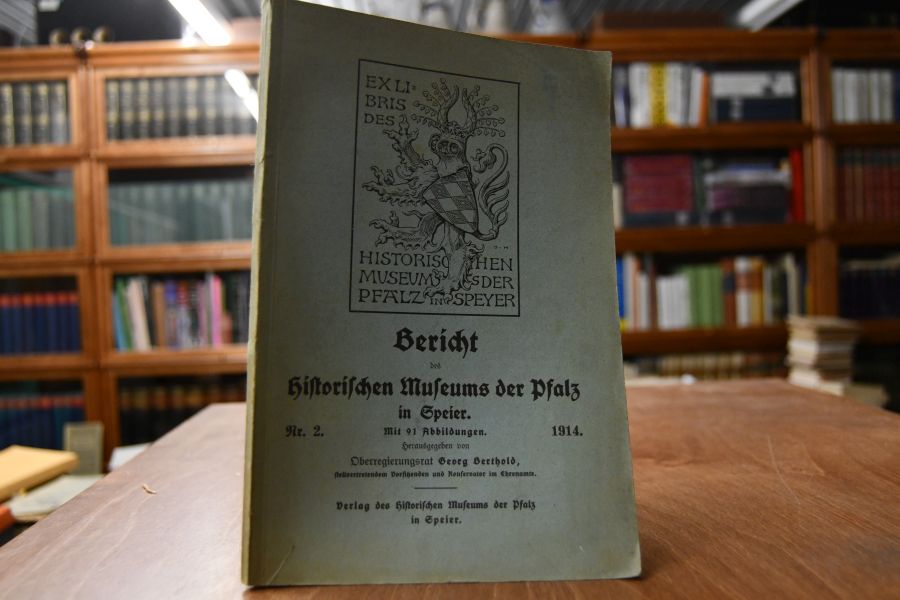 EX LI=
BRIS
DES
HISTORISCHEN
MUSEUMS DER
PFALZ IN SPEYER
Bericht
des
Historischen Museums der Pfalz
in Speier.
Nr. 2. Mit 91 Abbildungen. 1914.
Herausgegeben von
Oberregierungsrat Georg Berthold,
stellvertretendem Vorsitzenden und Konservator im Ehrenamte.
Verlag des Historischen Museums der Pfalz
in Speier.